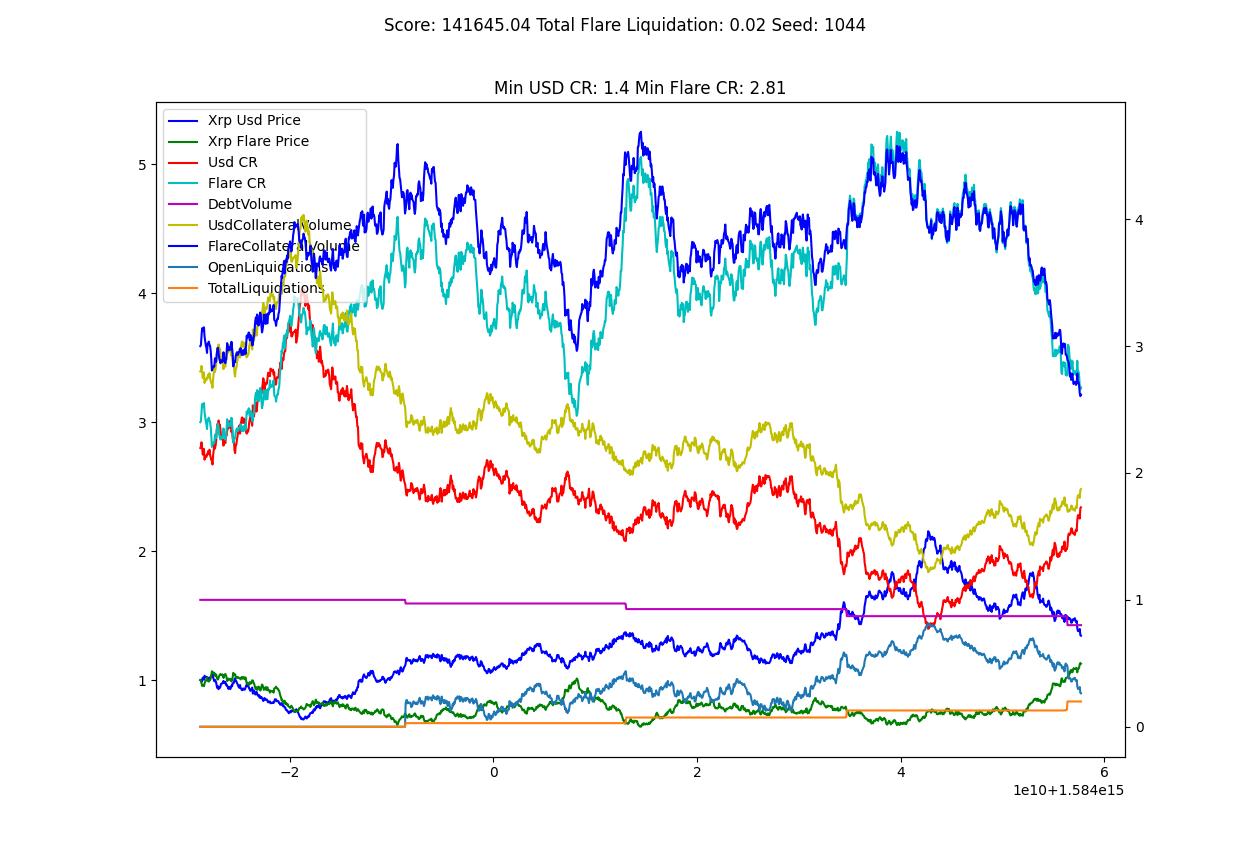 Score: 141645.04 Total Flare Liquidation: 0.02 Seed: 1044
Min USD CR: 1.4 Min Flare CR: 2.81
Xrp Usd Price
Xrp Flare Price
Usd CR
Flare CR
DebtVolume
UsdCollateralVolume
FlareCollateralVolume
OpenLiquidations
TotalLiquidations
5
4
3
2
1
4
3
2
1
0
−2
0
2
4
6
1e10+1.584e15